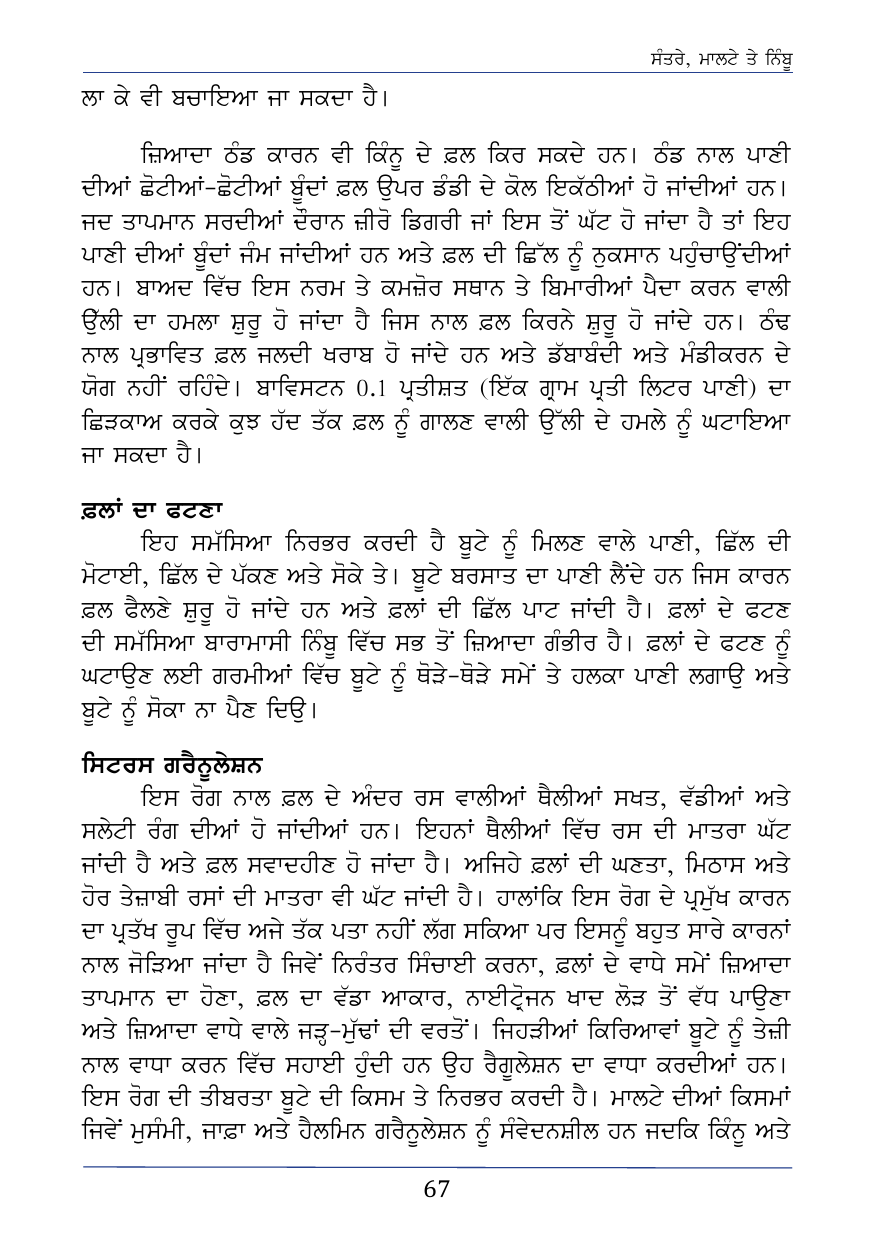 ਸੰਤਰੇ, ਮਾਲਟੇ ਤੇ ਨਿੰਬੂ
ਲਾ ਕੇ ਵੀ ਬਚਾਇਆ ਜਾ ਸਕਦਾ ਹੈ।
ਜ਼ਿਆਦਾ ਠੰਡ ਕਾਰਨ ਵੀ ਕਿੰਨੂ ਦੇ ਫ਼ਲ ਕਿਰ ਸਕਦੇ ਹਨ। ਠੰਡ ਨਾਲ ਪਾਣੀ
ਦੀਆਂ ਛੋਟੀਆਂ-ਛੋਟੀਆਂ ਬੂੰਦਾਂ ਫ਼ਲ ਉਪਰ ਡੰਡੀ ਦੇ ਕੋਲ ਇਕੱਠੀਆਂ ਹੋ ਜਾਂਦੀਆਂ ਹਨ।
ਜਦ ਤਾਪਮਾਨ ਸਰਦੀਆਂ ਦੌਰਾਨ ਜ਼ੀਰੋ ਡਿਗਰੀ ਜਾਂ ਇਸ ਤੋਂ ਘੱਟ ਹੋ ਜਾਂਦਾ ਹੈ ਤਾਂ ਇਹ
ਪਾਣੀ ਦੀਆਂ ਬੂੰਦਾਂ ਜੰਮ ਜਾਂਦੀਆਂ ਹਨ ਅਤੇ ਫ਼ਲ ਦੀ ਛਿੱਲ ਨੂੰ ਨੁਕਸਾਨ ਪਹੁੰਚਾਉਂਦੀਆਂ
ਹਨ। ਬਾਅਦ ਵਿੱਚ ਇਸ ਨਰਮ ਤੇ ਕਮਜ਼ੋਰ ਸਥਾਨ ਤੇ ਬਿਮਾਰੀਆਂ ਪੈਦਾ ਕਰਨ ਵਾਲੀ
ਉੱਲੀ ਦਾ ਹਮਲਾ ਸ਼ੁਰੂ ਹੋ ਜਾਂਦਾ ਹੈ ਜਿਸ ਨਾਲ ਫ਼ਲ ਕਿਰਨੇ ਸ਼ੁਰੂ ਹੋ ਜਾਂਦੇ ਹਨ। ਠੰਢ
ਨਾਲ ਪ੍ਰਭਾਵਿਤ ਫ਼ਲ ਜਲਦੀ ਖਰਾਬ ਹੋ ਜਾਂਦੇ ਹਨ ਅਤੇ ਡੱਬਾਬੰਦੀ ਅਤੇ ਮੰਡੀਕਰਨ ਦੇ
ਯੋਗ ਨਹੀਂ ਰਹਿੰਦੇ। ਬਾਵਿਸਟਨ 0.1 ਪ੍ਰਤੀਸ਼ਤ (ਇੱਕ ਗ੍ਰਾਮ ਪ੍ਰਤੀ ਲਿਟਰ ਪਾਣੀ) ਦਾ
ਛਿੜਕਾਅ ਕਰਕੇ ਕੁਝ ਹੱਦ ਤੱਕ ਫ਼ਲ ਨੂੰ ਗਾਲਣ ਵਾਲੀ ਉੱਲੀ ਦੇ ਹਮਲੇ ਨੂੰ ਘਟਾਇਆ
ਜਾ ਸਕਦਾ ਹੈ।
ਫ਼ਲਾਂ ਦਾ ਫਟਣਾ
ਇਹ ਸਮੱਸਿਆ ਨਿਰਭਰ ਕਰਦੀ ਹੈ ਬੂਟੇ ਨੂੰ ਮਿਲਣ ਵਾਲੇ ਪਾਣੀ, ਛਿੱਲ ਦੀ
ਮੋਟਾਈ, ਛਿੱਲ ਦੇ ਪੱਕਣ ਅਤੇ ਸੋਕੇ ਤੇ। ਬੂਟੇ ਬਰਸਾਤ ਦਾ ਪਾਣੀ ਲੈਂਦੇ ਹਨ ਜਿਸ ਕਾਰਨ
ਫ਼ਲ ਫੈਲਣੇ ਸ਼ੁਰੂ ਹੋ ਜਾਂਦੇ ਹਨ ਅਤੇ ਫ਼ਲਾਂ ਦੀ ਛਿੱਲ ਪਾਟ ਜਾਂਦੀ ਹੈ। ਫ਼ਲਾਂ ਦੇ ਫਟਣ
ਦੀ ਸਮੱਸਿਆ ਬਾਰਾਮਾਸੀ ਨਿੰਬੂ ਵਿੱਚ ਸਭ ਤੋਂ ਜ਼ਿਆਦਾ ਗੰਭੀਰ ਹੈ। ਫ਼ਲਾਂ ਦੇ ਫਟਣ ਨੂੰ
ਘਟਾਉਣ ਲਈ ਗਰਮੀਆਂ ਵਿੱਚ ਬੂਟੇ ਨੂੰ ਥੋੜੇ-ਥੋੜੇ ਸਮੇਂ ਤੇ ਹਲਕਾ ਪਾਣੀ ਲਗਾਉ ਅਤੇ
ਬੂਟੇ ਨੂੰ ਸੋਕਾ ਨਾ ਪੈਣ ਦਿਉ।
ਸਿਟਰਸ ਗਰੈਨੂਲੇਸ਼ਨ
ਇਸ ਰੋਗ ਨਾਲ ਫ਼ਲ ਦੇ ਅੰਦਰ ਰਸ ਵਾਲੀਆਂ ਥੈਲੀਆਂ ਸਖਤ, ਵੱਡੀਆਂ ਅਤੇ
ਸਲੇਟੀ ਰੰਗ ਦੀਆਂ ਹੋ ਜਾਂਦੀਆਂ ਹਨ। ਇਹਨਾਂ ਥੈਲੀਆਂ ਵਿੱਚ ਰਸ ਦੀ ਮਾਤਰਾ ਘੱਟ
ਜਾਂਦੀ ਹੈ ਅਤੇ ਫ਼ਲ ਸਵਾਦਹੀਣ ਹੋ ਜਾਂਦਾ ਹੈ। ਅਜਿਹੇ ਫ਼ਲਾਂ ਦੀ ਘਣਤਾ, ਮਿਠਾਸ ਅਤੇ
ਹੋਰ ਤੇਜ਼ਾਬੀ ਰਸਾਂ ਦੀ ਮਾਤਰਾ ਵੀ ਘੱਟ ਜਾਂਦੀ ਹੈ। ਹਾਲਾਂਕਿ ਇਸ ਰੋਗ ਦੇ ਪ੍ਰਮੁੱਖ ਕਾਰਨ
ਦਾ ਪ੍ਰਤੱਖ ਰੂਪ ਵਿੱਚ ਅਜੇ ਤੱਕ ਪਤਾ ਨਹੀਂ ਲੱਗ ਸਕਿਆ ਪਰ ਇਸਨੂੰ ਬਹੁਤ ਸਾਰੇ ਕਾਰਨਾਂ
ਨਾਲ ਜੋੜਿਆ ਜਾਂਦਾ ਹੈ ਜਿਵੇਂ ਨਿਰੰਤਰ ਸਿੰਚਾਈ ਕਰਨਾ, ਫ਼ਲਾਂ ਦੇ ਵਾਧੇ ਸਮੇਂ ਜ਼ਿਆਦਾ
ਤਾਪਮਾਨ ਦਾ ਹੋਣਾ, ਫ਼ਲ ਦਾ ਵੱਡਾ ਆਕਾਰ, ਨਾਈਟ੍ਰੋਜਨ ਖਾਦ ਲੋੜ ਤੋਂ ਵੱਧ ਪਾਉਣਾ
ਅਤੇ ਜ਼ਿਆਦਾ ਵਾਧੇ ਵਾਲੇ ਜੜ੍ਹ-ਮੁੱਢਾਂ ਦੀ ਵਰਤੋਂ। ਜਿਹੜੀਆਂ ਕਿਰਿਆਵਾਂ ਬੂਟੇ ਨੂੰ ਤੇਜ਼ੀ
ਨਾਲ ਵਾਧਾ ਕਰਨ ਵਿੱਚ ਸਹਾਈ ਹੁੰਦੀ ਹਨ ਉਹ ਰੈਗੂਲੇਸ਼ਨ ਦਾ ਵਾਧਾ ਕਰਦੀਆਂ ਹਨ।
ਇਸ ਰੋਗ ਦੀ ਤੀਬਰਤਾ ਬੂਟੇ ਦੀ ਕਿਸਮ ਤੇ ਨਿਰਭਰ ਕਰਦੀ ਹੈ। ਮਾਲਟੇ ਦੀਆਂ ਕਿਸਮਾਂ
ਜਿਵੇਂ ਮੁਸੰਮੀ, ਜਾਫ਼ਾ ਅਤੇ ਹੈਲਮਿਨ ਗਰੈਨੂਲੇਸ਼ਨ ਨੂੰ ਸੰਵੇਦਨਸ਼ੀਲ ਹਨ ਜਦਕਿ ਕਿੰਨੂ ਅਤੇ
67